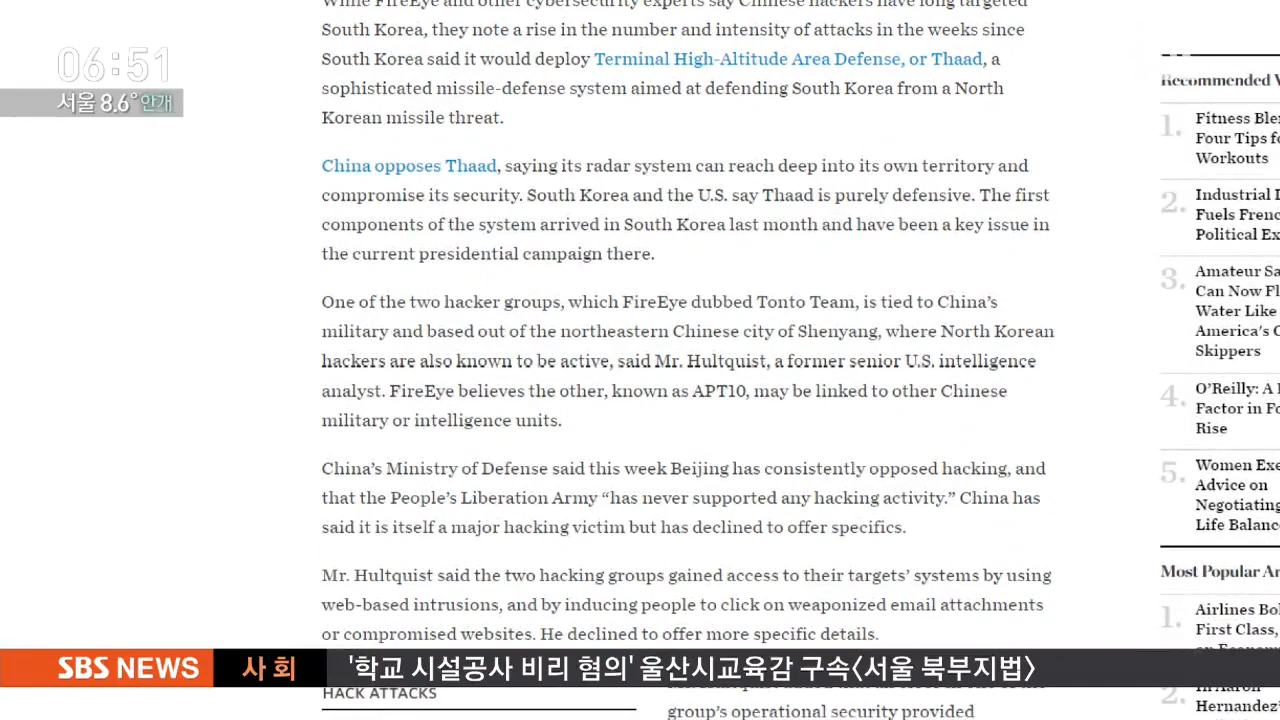 While FireEye and other cybersecurity experts say Chinese hackers have long targeted
South Korea, they note a rise in the number and intensity of attacks in the weeks since
South Korea said it would deploy Terminal High-Altitude Area Defense, or Thaad, a
sophisticated missile-defense system aimed at defending South Korea from a North
Korean missile threat.
China opposes Thaad, saying its radar system can reach deep into its own territory and
compromise its security. South Korea and the U.S. say Thaad is purely defensive. The first
components of the system arrived in South Korea last month and have been a key issue in
the current presidential campaign there.
One of the two hacker groups, which FireEye dubbed Tonto Team, is tied to China's
military and based out of the northeastern Chinese city of Shenyang, where North Korean
hackers are also known to be active, said Mr. Hultquist, a former senior U.S. intelligence
analyst. FireEye believes the other, known as APT10, may be linked to other Chinese
military or intelligence units.
China's Ministry of Defense said this week Beijing has consistently opposed hacking, and
that the People's Liberation Army “has never supported any hacking activity.” China has
said it is itself a major hacking victim but has declined to offer specifics.
Mr. Hultquist said the two hacking groups gained access to their targets' systems by using
web-based intrusions, and by inducing people to click on weaponized email attachments
or compromised websites. He declined to offer more specific details.
HACK ATTACKS
group's operational security provided
06:51
서울 8.6° 안개
Recommended
1. Fitness
Four Tips
Workouts
2. Industrial
Fuels
Political
3. Amateur
Can Now
Water Like
America's
Skippers
4. O'Reilly: A
Factor in
Rise
5. Women
Advice on
Negotiating
Life
Most Popular
1. Airlines
First Class,
2. In Aaron
Hernandez
SBS NEWS 사회 '학교 시설공사 비리 혐의' 울산시교육감 구속〈서울 북부지법〉